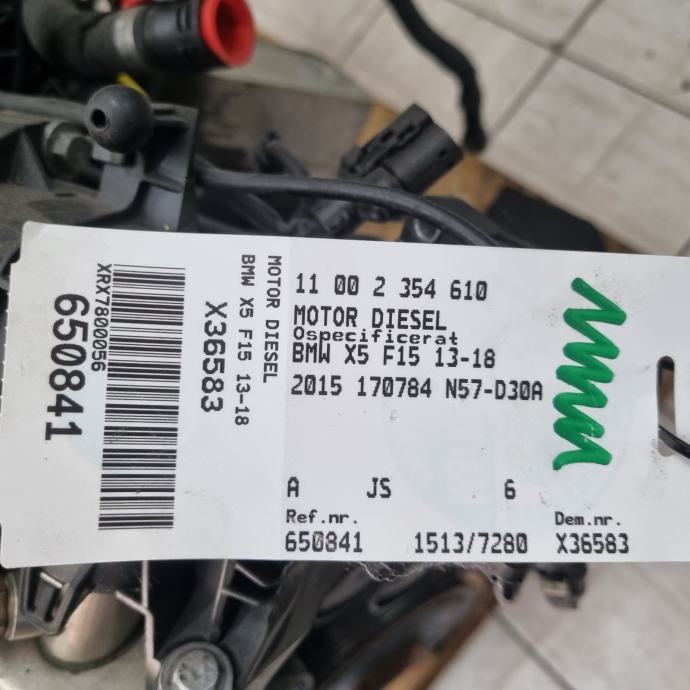 XRX7800056
650841
MOTOR DIESEL
BMW X5 F15 13-18
X36583
11 00 2 354 610
MOTOR DIESEL
Ospecificerat
BMW X5 F15 13-18
2015 170784 N57-D30A
A JS 6
Ref.nr. Dem.nr.
650841 1513/7280 X36583